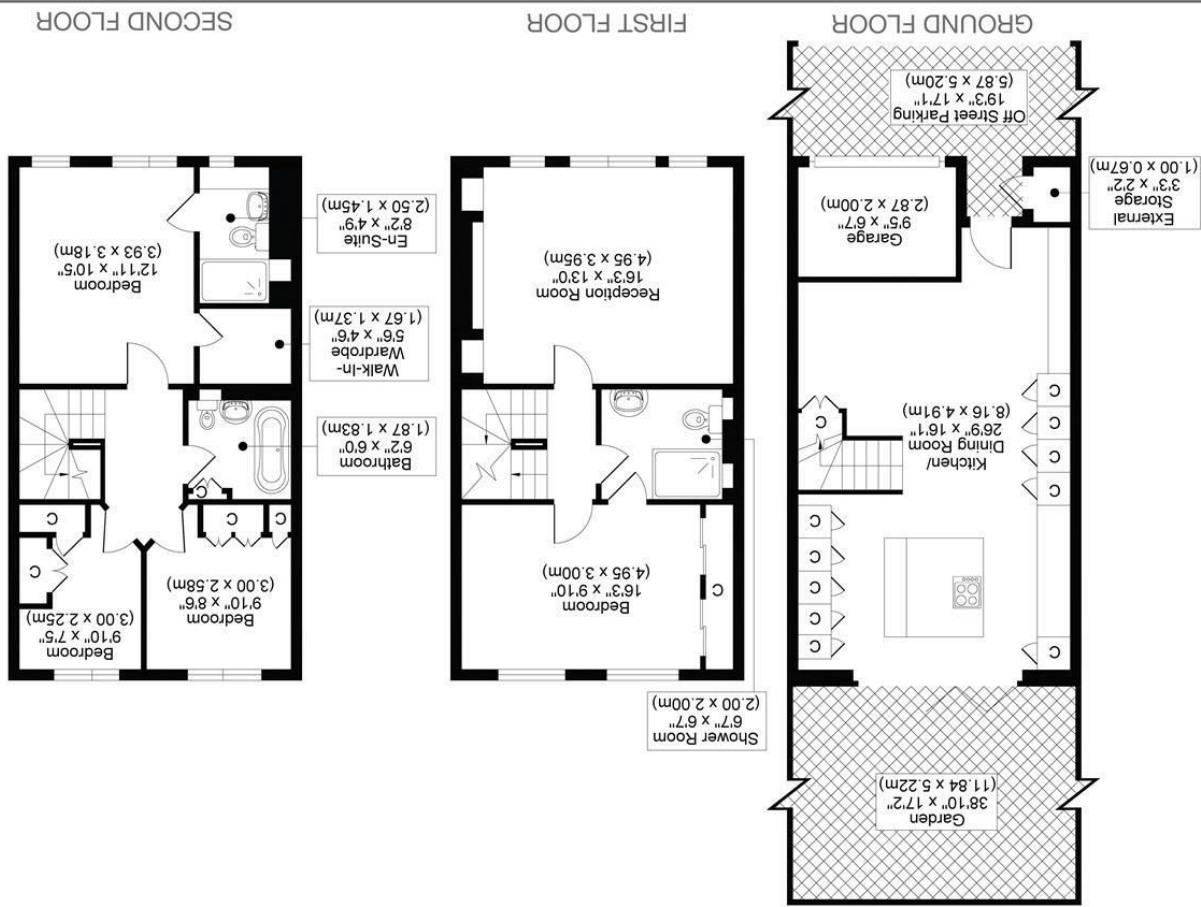 GROUND FLOOR
Off Street Parking
19'3" x 17'1"
(5.87 x 5.20m)
External
Storage
3'3" x 2'2"
(1.00 x 0.67m)
Garage
9'5" x 6'7"
(2.87 x 2.00m)
C
C
C
C
C
Kitchen/
Dining Room
26'9" x 16'1"
(8.16 x 4.91m)
C
C
C
C
C
C
Garden
38'10" x 17'2"
(11.84 x 5.22m)
FIRST FLOOR
Reception Room
16'3" x 13'0"
(4.95 x 3.95m)
Bedroom
16'3" x 9'10"
(4.95 x 3.00m)
C
Shower Room
6'7" x 6'7"
(2.00 x 2.00m)
SECOND FLOOR
En-Suite
8'2" x 4'9"
(2.50 x 1.45m)
Bedroom
12'11" x 10'5"
(3.93 x 3.18m)
Walk-In-
Wardrobe
5'6" x 4'6"
(1.67 x 1.37m)
Bathroom
6'2" x 6'0"
(1.87 x 1.83m)
C
C
C
C
C
Bedroom
9'10" x 8'6"
(3.00 x 2.58m)
Bedroom
9'10" x 7'5"
(3.00 x 2.25m)